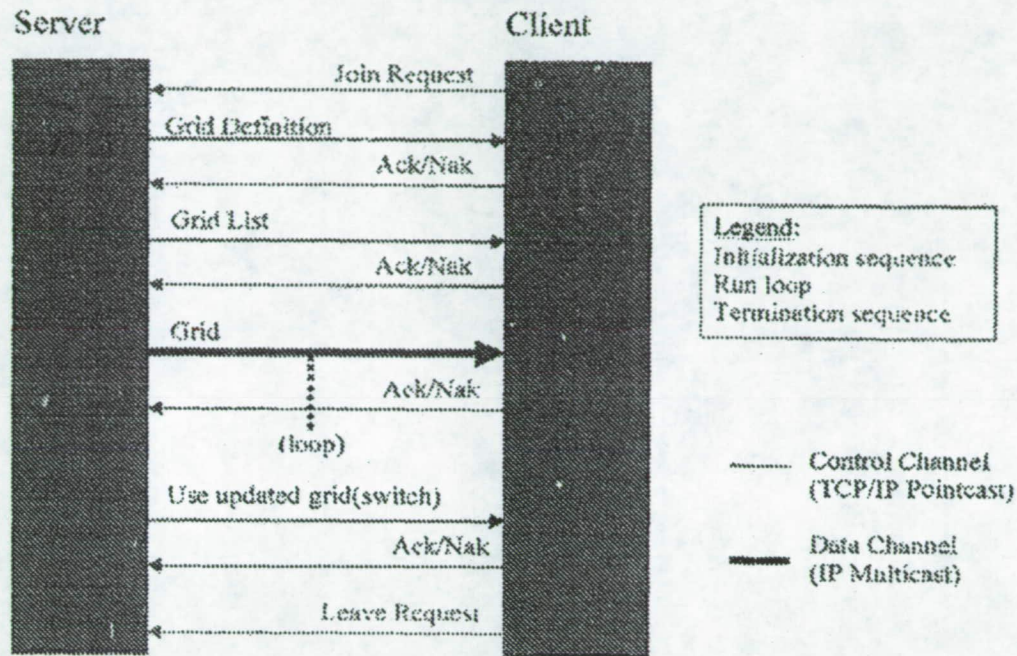 Server
Client
Join Request
Grid Definition
Ack/Nak
Grid List
Ack/Nak
Grid
Ack/Nak
(loop)
Use updated grid(switch)
Ack/Nak
Leave Request
Legend:
Initialization sequence
Run loop
Termination sequence
Control Channel
(TCP/IP Pointcast)
Data Channel
(IP Multicast)